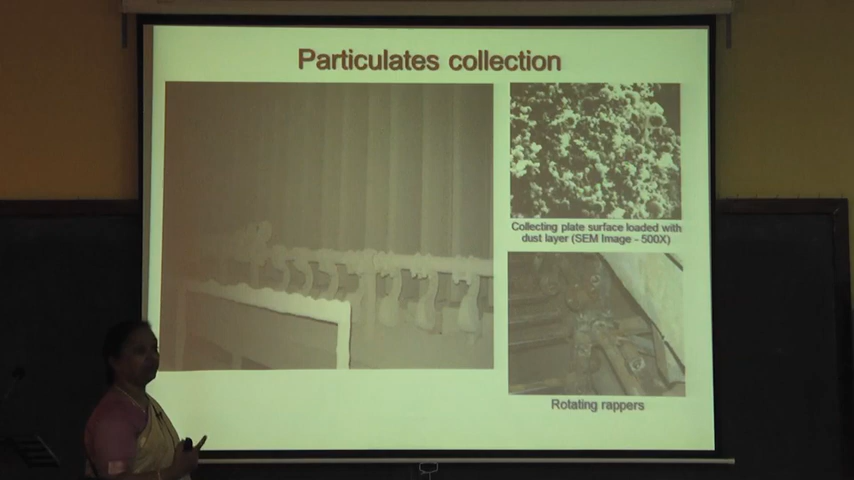 Particulates collection
Collecting plate surface loaded with
dust layer (SEM Image - 500X)
Rotating rappers